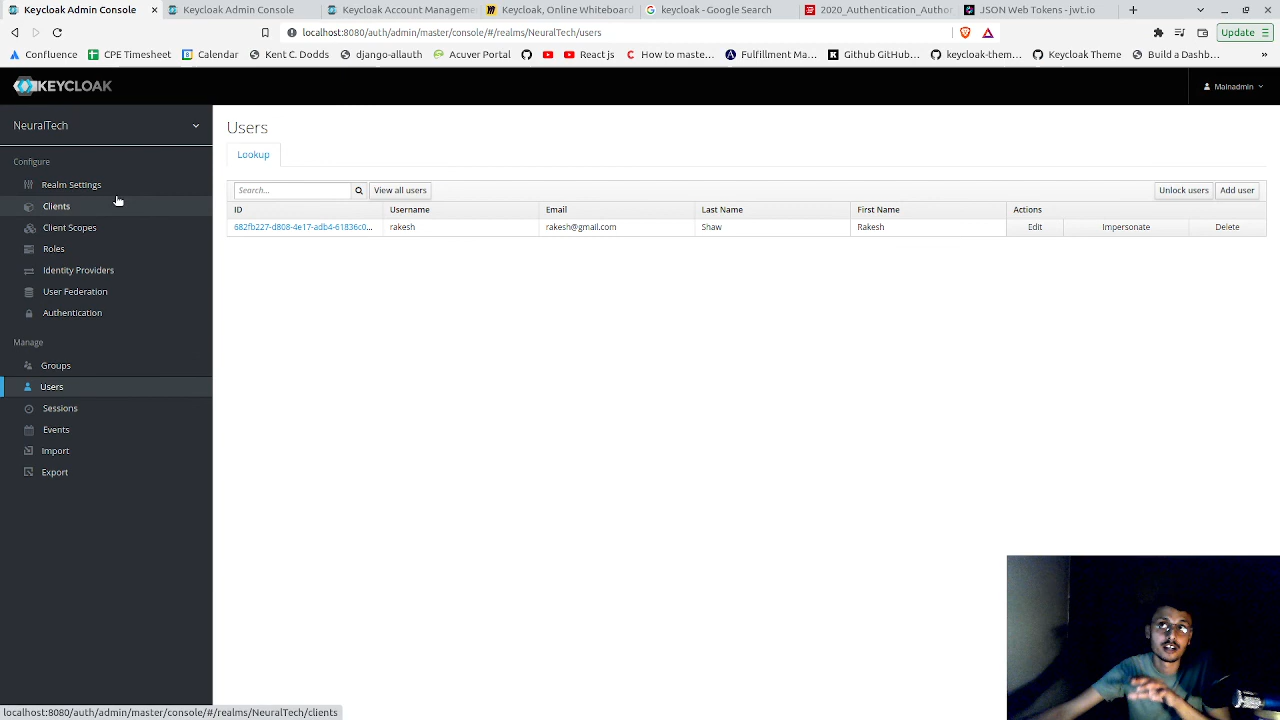 Keycloak Admin Console
Keycloak Admin Console
Keycloak Account Manageme
Keycloak, Online Whiteboard
keycloak - Google Search
2020_Authentication_Author
JSON Web Tokens - jwt.io
localhost:8080/auth/admin/master/console/#/realms/NeuralTech/users
Update
Confluence
CPE Timesheet
Calendar
Kent C. Dodds
django-allauth
Acuver Portal
React js
How to maste...
Fulfillment Ma...
Github GitHub...
keycloak-them...
Keycloak Theme
Build a Dashb...
»
KEYCLOAK
Mainadmin
NeuralTech
Configure
Realm Settings
Clients
Client Scopes
Roles
Identity Providers
User Federation
Authentication
Manage
Groups
Users
Sessions
Events
Import
Export
Users
Lookup
Search...
View all users
Unlock users
Add user
ID Username Email Last Name First Name Actions
682fb227-d808-4e17-adb4-61836c0... rakesh rakesh@gmail.com Shaw Rakesh Edit Impersonate Delete
localhost:8080/auth/admin/master/console/#/realms/NeuralTech/clients